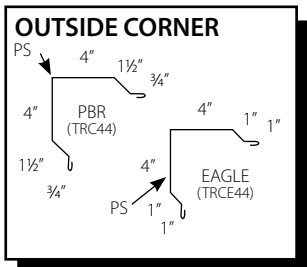 OUTSIDE CORNER
PS
4”
1½”
¾”
4”
PBR
(TRC44)
1½”
¾”
4”
1”
1”
4”
EAGLE
(TRCE44)
PS
1”
1”